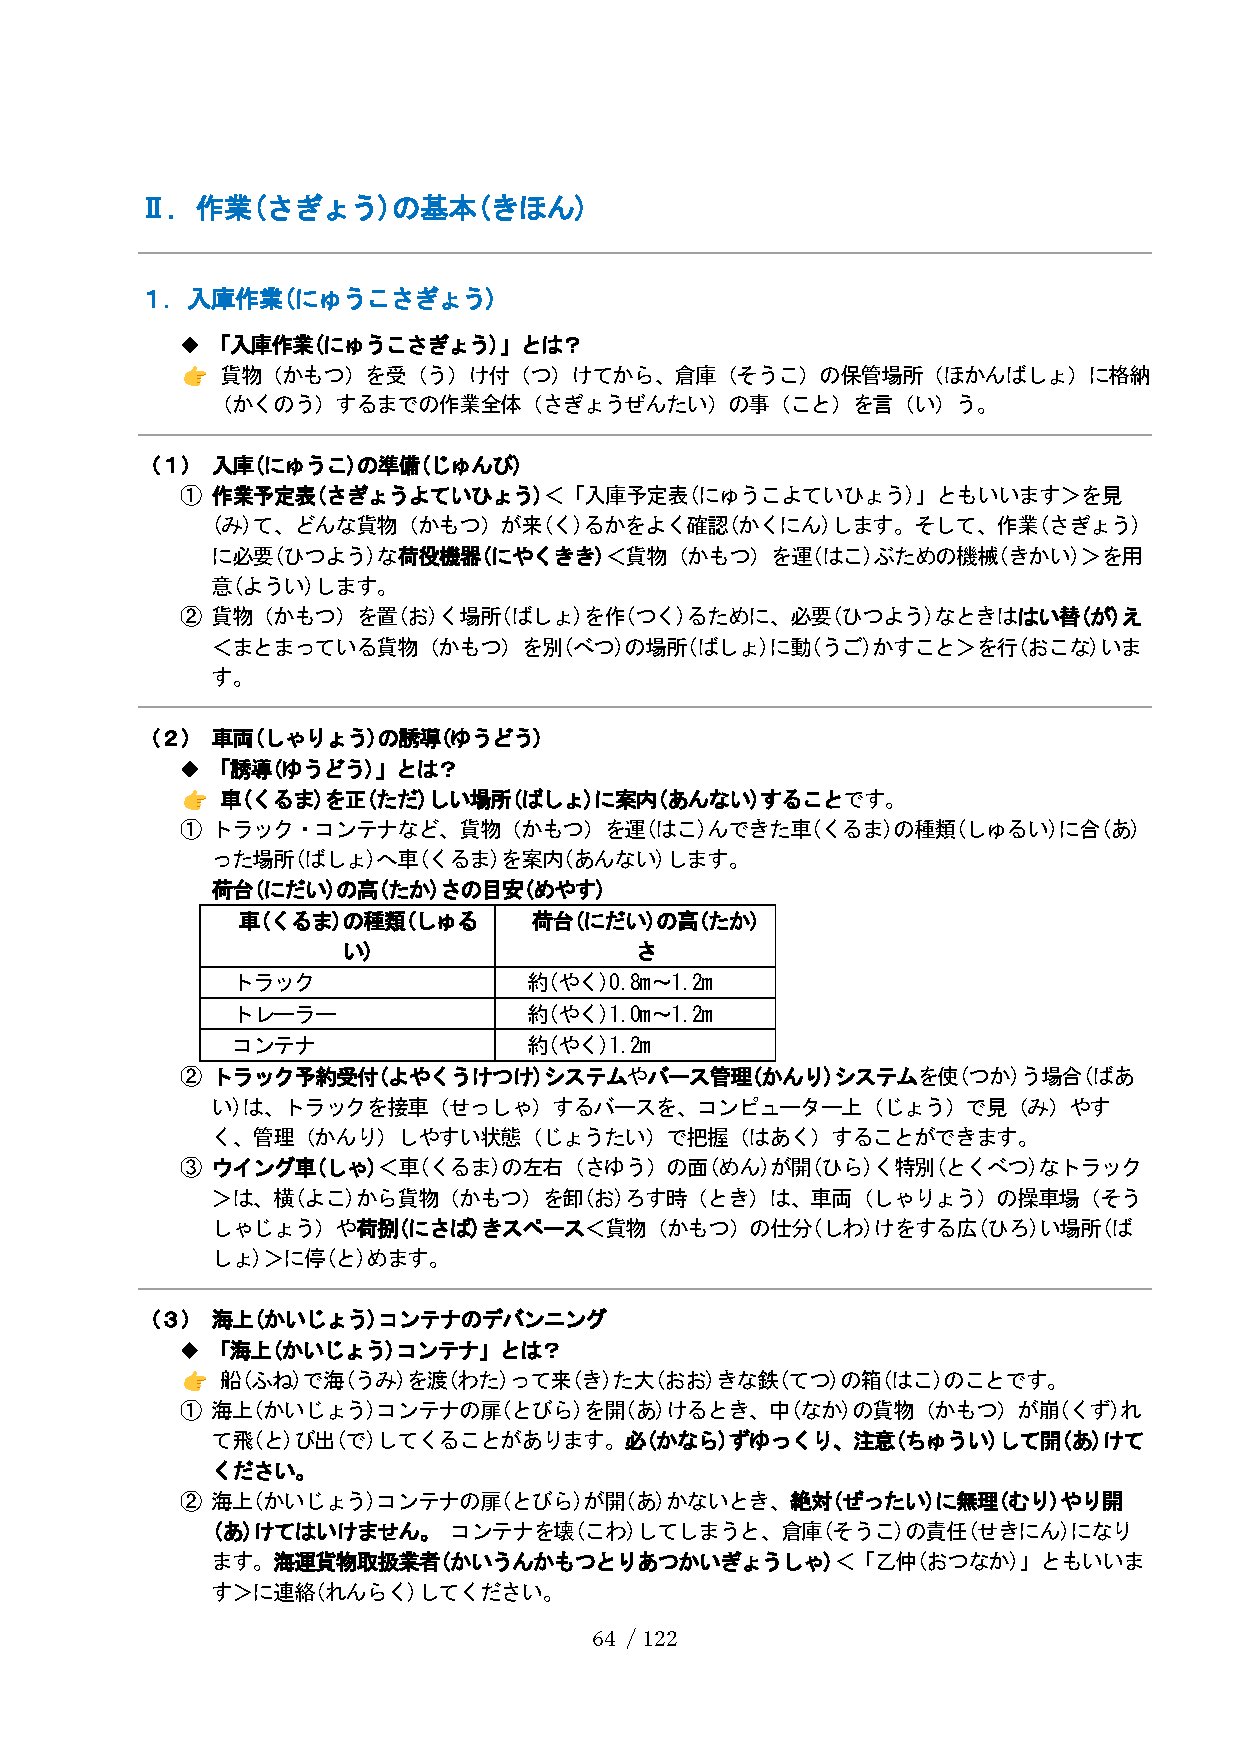 Ⅱ. 作業(さぎょう)の基本(きほん)
1. 入庫作業(にゅうこさぎょう)
◆ 「入庫作業(にゅうこさぎょう)」とは？
👉 貨物（かもつ）を受（う）け付（つ）けてから、倉庫（そうこ）の保管場所（ほかんばしょ）に格納
（かくのう）するまでの作業全体（さぎょうぜんたい）の事（こと）を言（い）う。
（1） 入庫(にゅうこ)の準備(じゅんび)
① 作業予定表(さぎょうよていひょう)＜「入庫予定表(にゅうこよていひょう)」ともいいます＞を見
(み)て、どんな貨物（かもつ）が来(く)るかをよく確認(かくにん)します。そして、作業(さぎょう)
に必要(ひつよう)な荷役機器(にやくきき)＜貨物（かもつ）を運(はこ)ぶための機械(きかい)＞を用
意(ようい)します。
② 貨物（かもつ）を置(お)く場所(ばしょ)を作(つく)るために、必要(ひつよう)なときははい替(が)え
＜まとまっている貨物（かもつ）を別(べつ)の場所(ばしょ)に動(うご)かすこと＞を行(おこな)いま
す。
（2） 車両(しゃりょう)の誘導(ゆうどう)
◆ 「誘導(ゆうどう)」とは？
👉 車(くるま)を正(ただ)しい場所(ばしょ)に案内(あんない)することです。
① トラック・コンテナなど、貨物（かもつ）を運(はこ)んできた車(くるま)の種類(しゅるい)に合(あ)
った場所(ばしょ)へ車(くるま)を案内(あんない)します。
荷台(にだい)の高(たか)さの目安(めやす)
車(くるま)の種類(しゅる 荷台(にだい)の高(たか)
い) さ
トラック 約(やく)0.8m～1.2m
トレーラー 約(やく)1.0m～1.2m
コンテナ 約(やく)1.2m
② トラック予約受付(よやくうけつけ)システムやバース管理(かんり)システムを使(つか)う場合(ばあ
い)は、トラックを接車（せっしゃ）するバースを、コンピューター上（じょう）で見（み）やす
く、管理（かんり）しやすい状態（じょうたい）で把握（はあく）することができます。
③ ウイング車(しゃ)＜車(くるま)の左右（さゆう）の面(めん)が開(ひら)く特別(とくべつ)なトラック
＞は、横(よこ)から貨物（かもつ）を卸(お)ろす時（とき）は、車両（しゃりょう）の操車場（そう
しゃじょう）や荷捌(にさば)きスペース＜貨物（かもつ）の仕分(しわ)けをする広(ひろ)い場所(ば
しょ)＞に停(と)めます。
（3） 海上(かいじょう)コンテナのデバンニング
◆ 「海上(かいじょう)コンテナ」とは？
👉 船(ふね)で海(うみ)を渡(わた)って来(き)た大(おお)きな鉄(てつ)の箱(はこ)のことです。
① 海上(かいじょう)コンテナの扉(とびら)を開(あ)けるとき、中(なか)の貨物（かもつ）が崩(くず)れ
て飛(と)び出(で)してくることがあります。必(かなら)ずゆっくり、注意(ちゅうい)して開(あ)けて
ください。
② 海上(かいじょう)コンテナの扉(とびら)が開(あ)かないとき、絶対(ぜったい)に無理(むり)やり開
(あ)けてはいけません。 コンテナを壊(こわ)してしまうと、倉庫(そうこ)の責任(せきにん)になり
ます。海運貨物取扱業者(かいうんかもつとりあつかいぎょうしゃ)＜「乙仲(おつなか)」ともいいま
す＞に連絡(れんらく)してください。
64 / 122